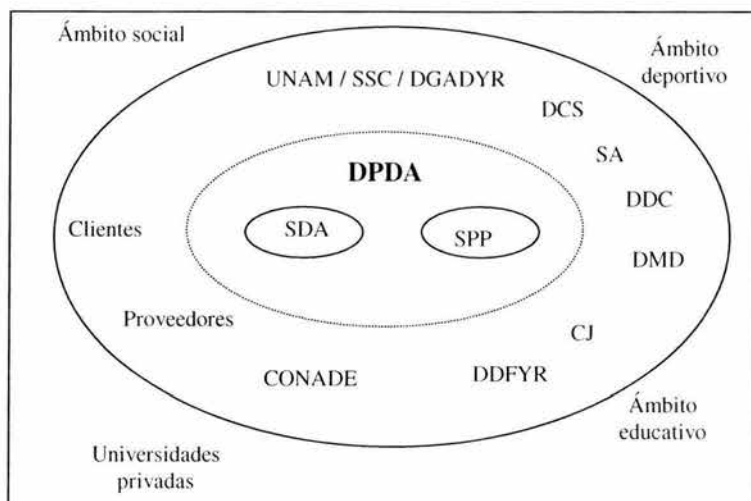 Ámbito social
Ámbito
deportivo
UNAM / SSC / DGADYR
DCS
SA
DPDA
DDC
Clientes
SDA
SPP
DMD
Proveedores
CJ
CONADE
DDFYR
Ámbito
educativo
Universidades
privadas